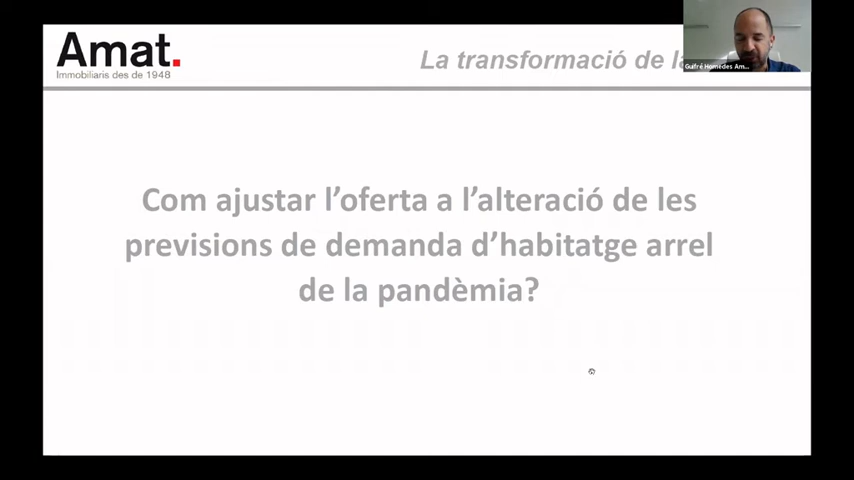 Amat.
Immobiliaris des de 1948
La transformació de
Guifré Homedes Am...
Com ajustar l'oferta a l'alteració de les
previsions de demanda d'habitatge arrel
de la pandèmia?